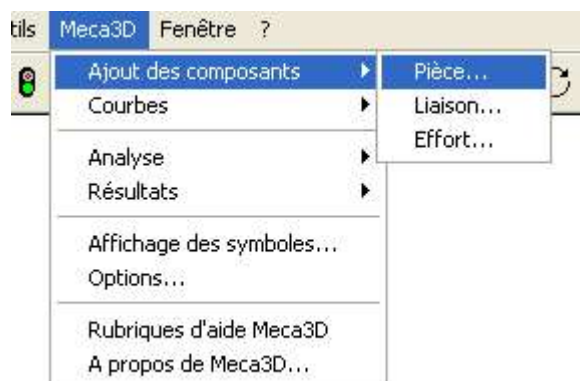 tils Meca3D Fenêtre ?
Ajout des composants
Pièce...
Courbes
Liaison...
Effort...
Analyse
Résultats
Affichage des symboles...
Options...
Rubriques d'aide Meca3D
A propos de Meca3D...